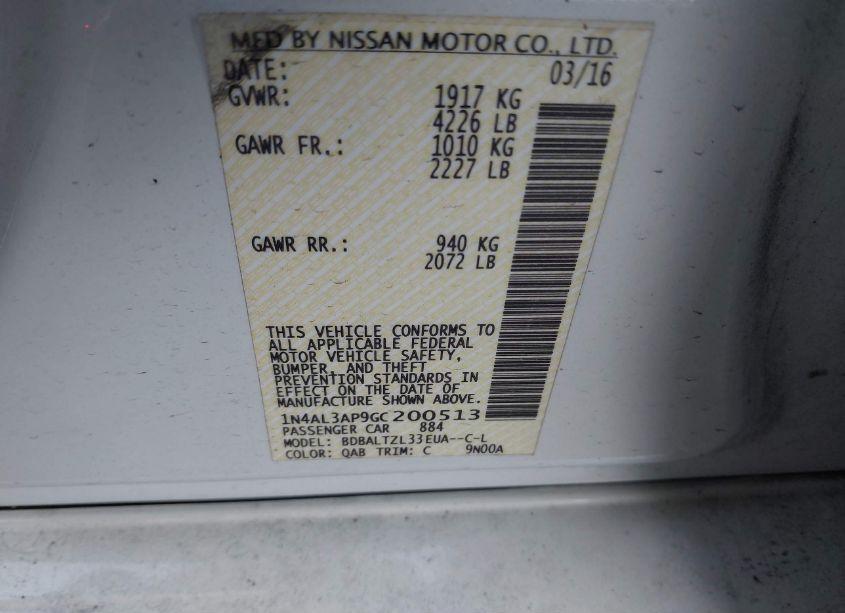 MFD BY NISSAN MOTOR CO., LTD.
DATE: 03/16
GVWR: 1917 KG
4226 LB
GAWR FR.: 1010 KG
2227 LB
GAWR RR.: 940 KG
2072 LB
THIS VEHICLE CONFORMS TO
ALL APPLICABLE FEDERAL
MOTOR VEHICLE SAFETY,
BUMPER, AND THEFT
PREVENTION STANDARDS IN
EFFECT ON THE DATE OF
MANUFACTURE SHOWN ABOVE.
1N4AL3AP9GC200513
PASSENGER CAR 884
MODEL: BDBALTZL33EUA--C-L
COLOR: QAB TRIM: C 9N00A